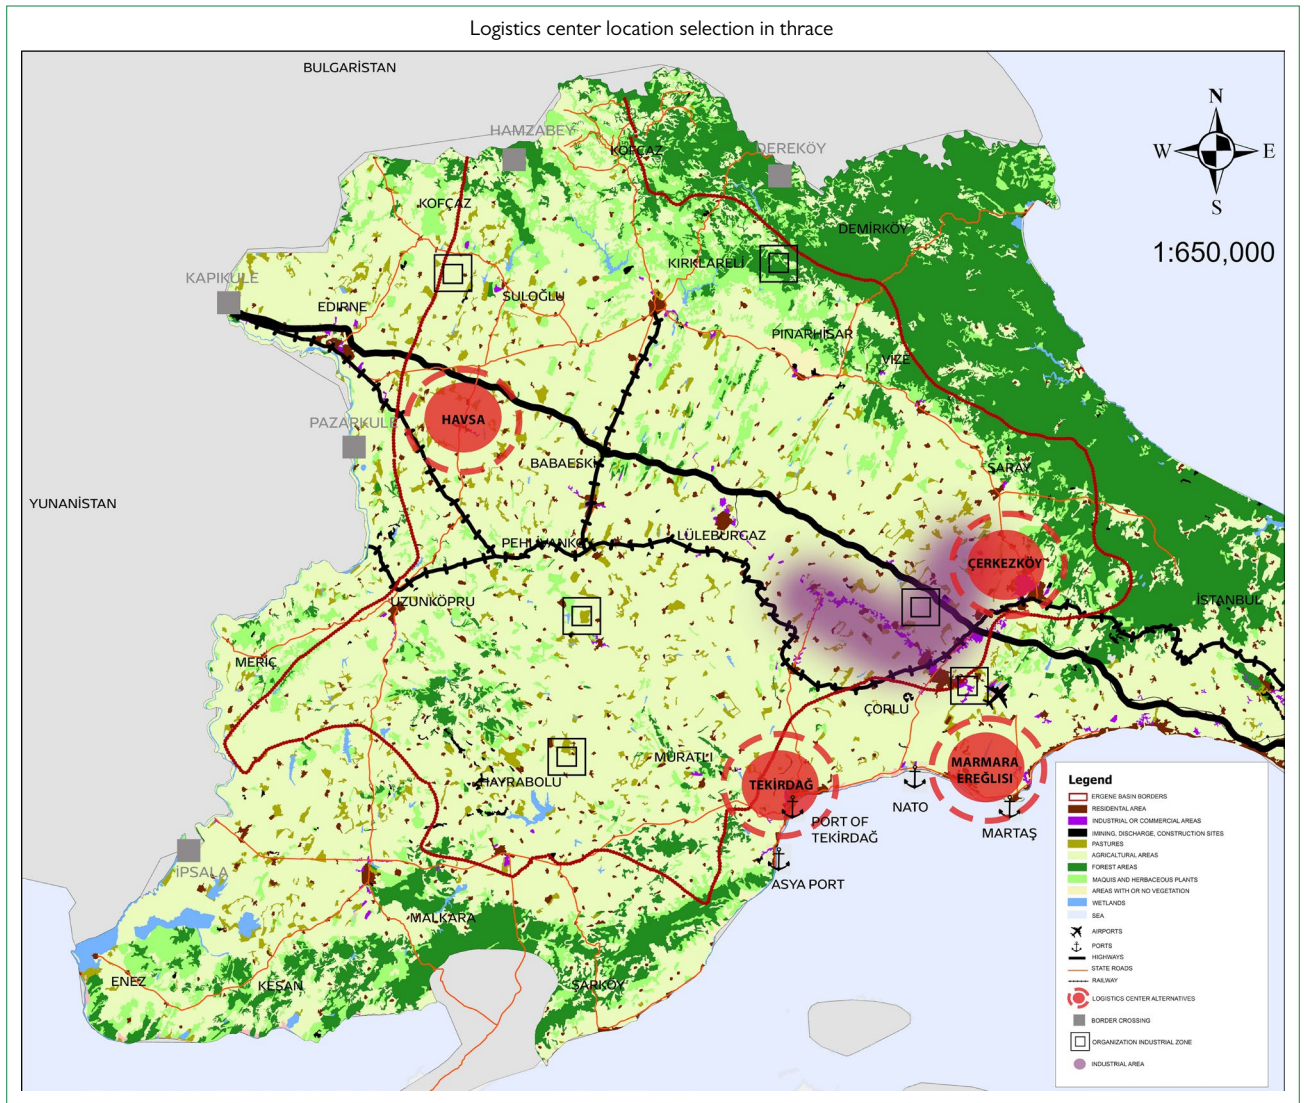 Logistics center location selection in thrace
BULGARİSTAN
N
W
E
S
1:650,000
HAMZABEY
KOFÇAZ
DEREKÖY
KOFÇAZ
DEMİRKÖY
KIRKLARELİ
KAPIKULE
EDIRNE
SULOĞLU
PINARHİSAR
VİZE
HAVSA
PAZARKULE
BABAESKİ
SARAY
YUNANİSTAN
PEHLİVANKÖY
LÜLEBURGAZ
ÇERKEZKÖY
UZUNKÖPRU
İSTANBUL
MERİÇ
ÇORLU
MURATLI
HAYRABOLU
TEKİRDAĞ
MARMARA
EREĞLISI
NATO
MARTAŞ
PORT OF
TEKİRDAĞ
ASYA PORT
İPSALA
MALKARA
ENEZ
KEŞAN
ŞARKÖY
Legend
ERGENE BASIN BORDERS
RESIDENTAL AREA
INDUSTRIAL OR COMMERCIAL AREAS
IMINING, DISCHARGE, CONSTRUCTION SITES
PASTURES
AGRICALTURAL AREAS
FOREST AREAS
MAQUIS AND HERBACEOUS PLANTS
AREAS WITH OR NO VEGETATION
WETLANDS
SEA
AIRPORTS
PORTS
HIGHWAYS
STATE ROADS
RAILWAY
LOGISTICS CENTER ALTERNATIVES
BORDER CROSSING
ORGANIZATION INDUSTRIAL ZONE
INDUSTRIAL AREA